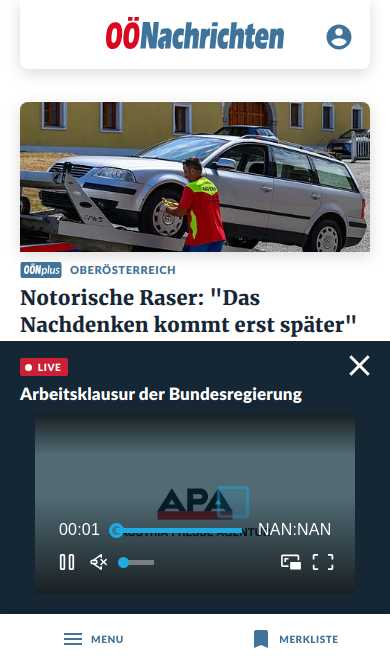 OÖNachrichten
OÖNplus OBERÖSTERREICH
Notorische Raser: "Das
Nachdenken kommt erst später"
LIVE
Arbeitsklausur der Bundesregierung
APA
AUSTRIA PRESSE AGENTUR
00:01 NAN:NAN
MENU MERKLISTE